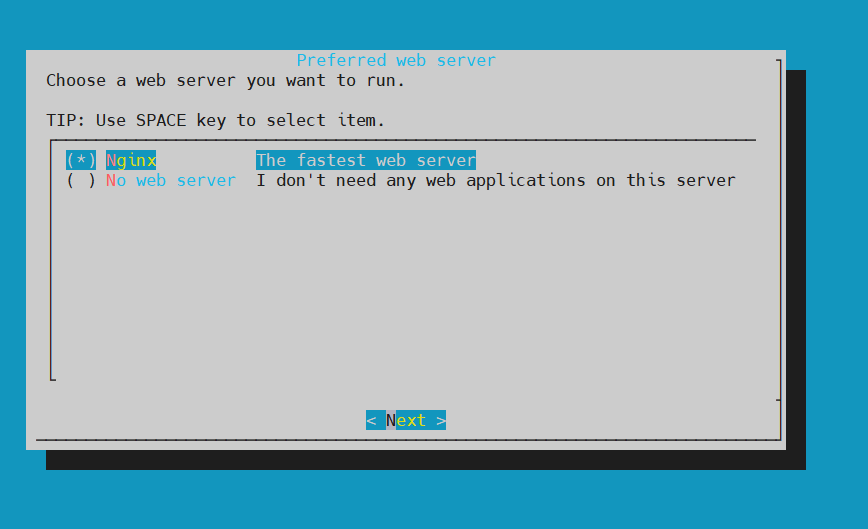 Preferred web server
Choose a web server you want to run.
TIP: Use SPACE key to select item.
(*) Nginx The fastest web server
( ) No web server I don't need any web applications on this server
< Next >